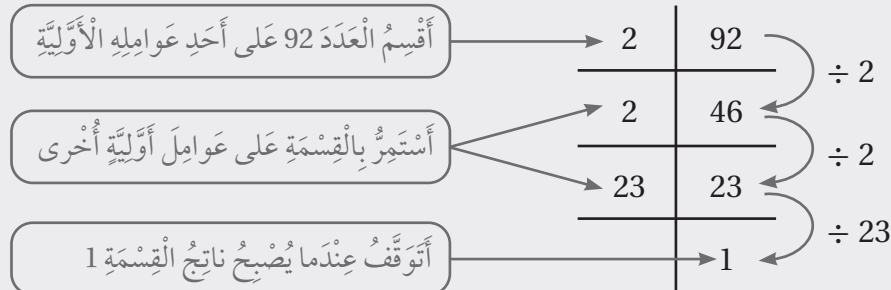 أَقْسِمُ الْعَدَدَ 92 عَلى أَحَدِ عَوامِلِهِ الْأَوَّلِيَّةِ
2 92
÷ 2
أَسْتَمِرُّ بِالْقِسْمَةِ عَلى عَوامِلَ أَوَّلِيَّةٍ أُخْرى
2 46
÷ 2
23 23
÷ 23
أَتَوَقَّفُ عِنْدَما يُصْبِحُ ناتِجُ الْقِسْمَةِ 1
1